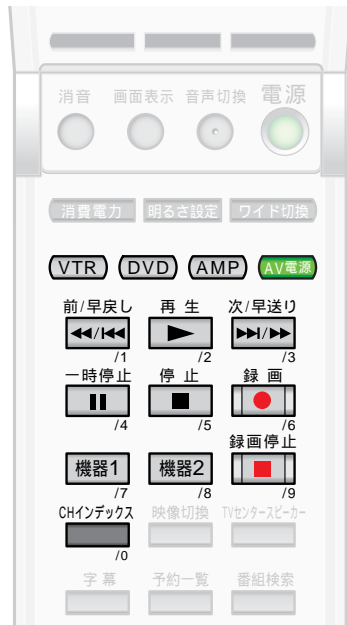 消音 画面表示 音声切換 電源
消費電力 明るさ設定 ワイド切換
VTR DVD AMP AV電源
前/早戻し 再生 次/早送り
/1 /2 /3
一時停止 停止 録画
/4 /5 /6
録画停止
機器1 機器2
/7 /8 /9
CHインデックス 映像切換 TVセンタースピーカー
/0
字幕 予約一覧 番組検索